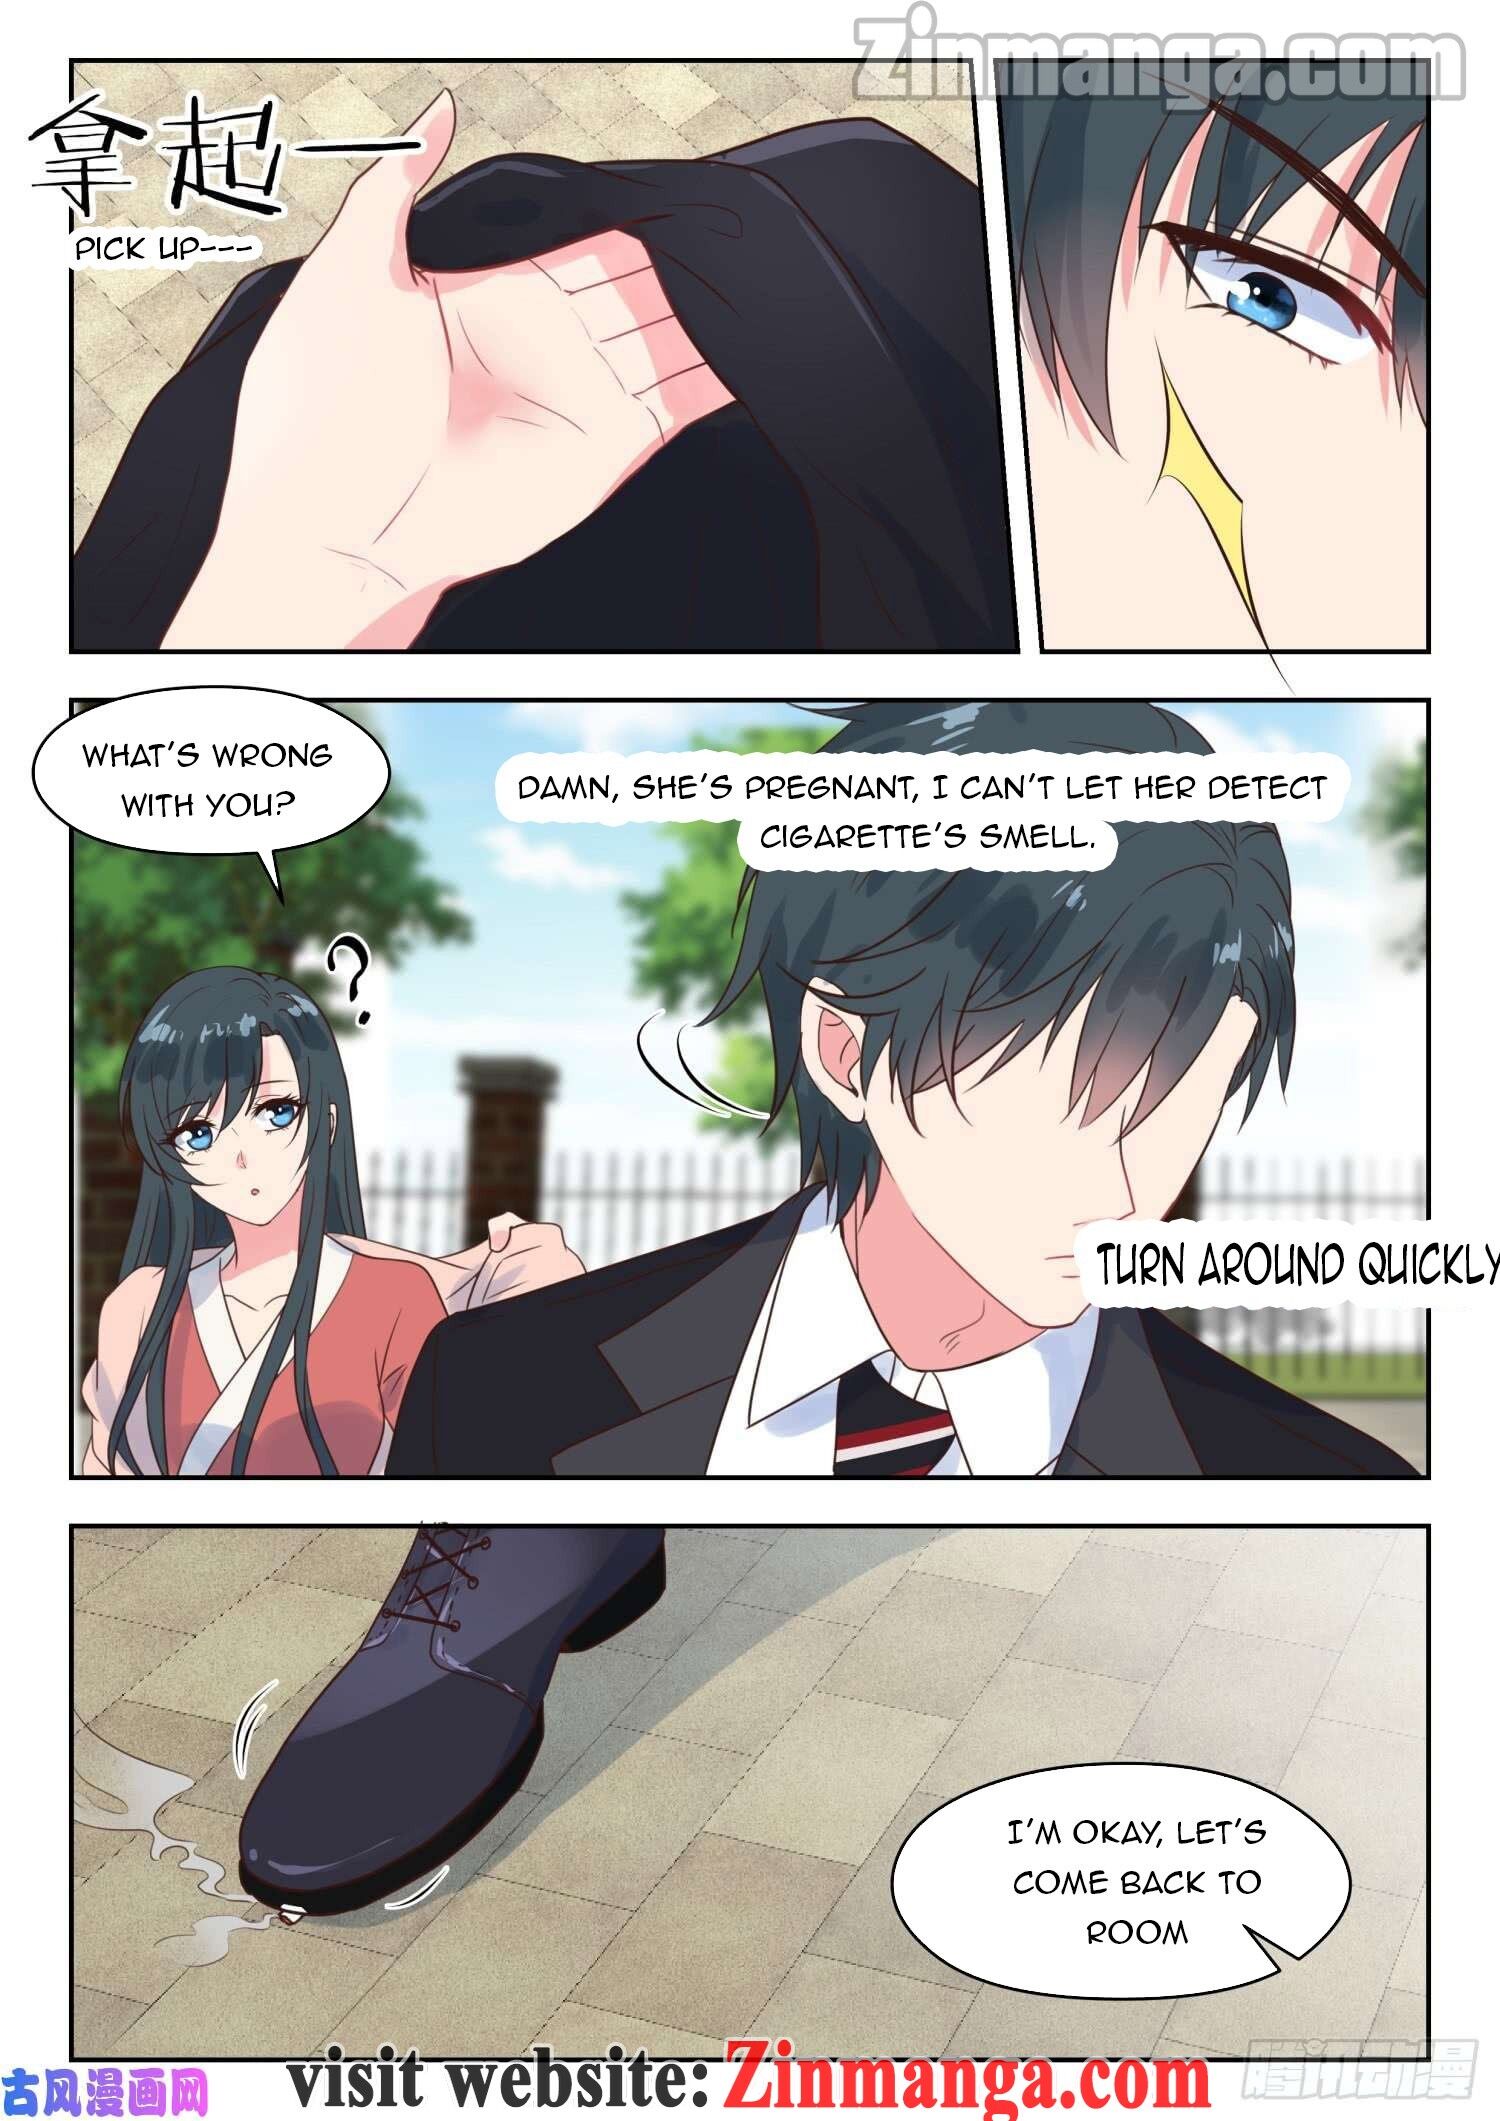 Zinmanga.com
拿起一
PICK UP---
WHAT'S WRONG
WITH YOU?
DAMN, SHE'S PREGNANT, I CAN'T LET HER DETECT
CIGARETTE'S SMELL.
?
TURN AROUND QUICKLY
I'M OKAY, LET'S
COME BACK TO
ROOM
腾讯动漫
古风漫画网
visit website: Zinmanga.com